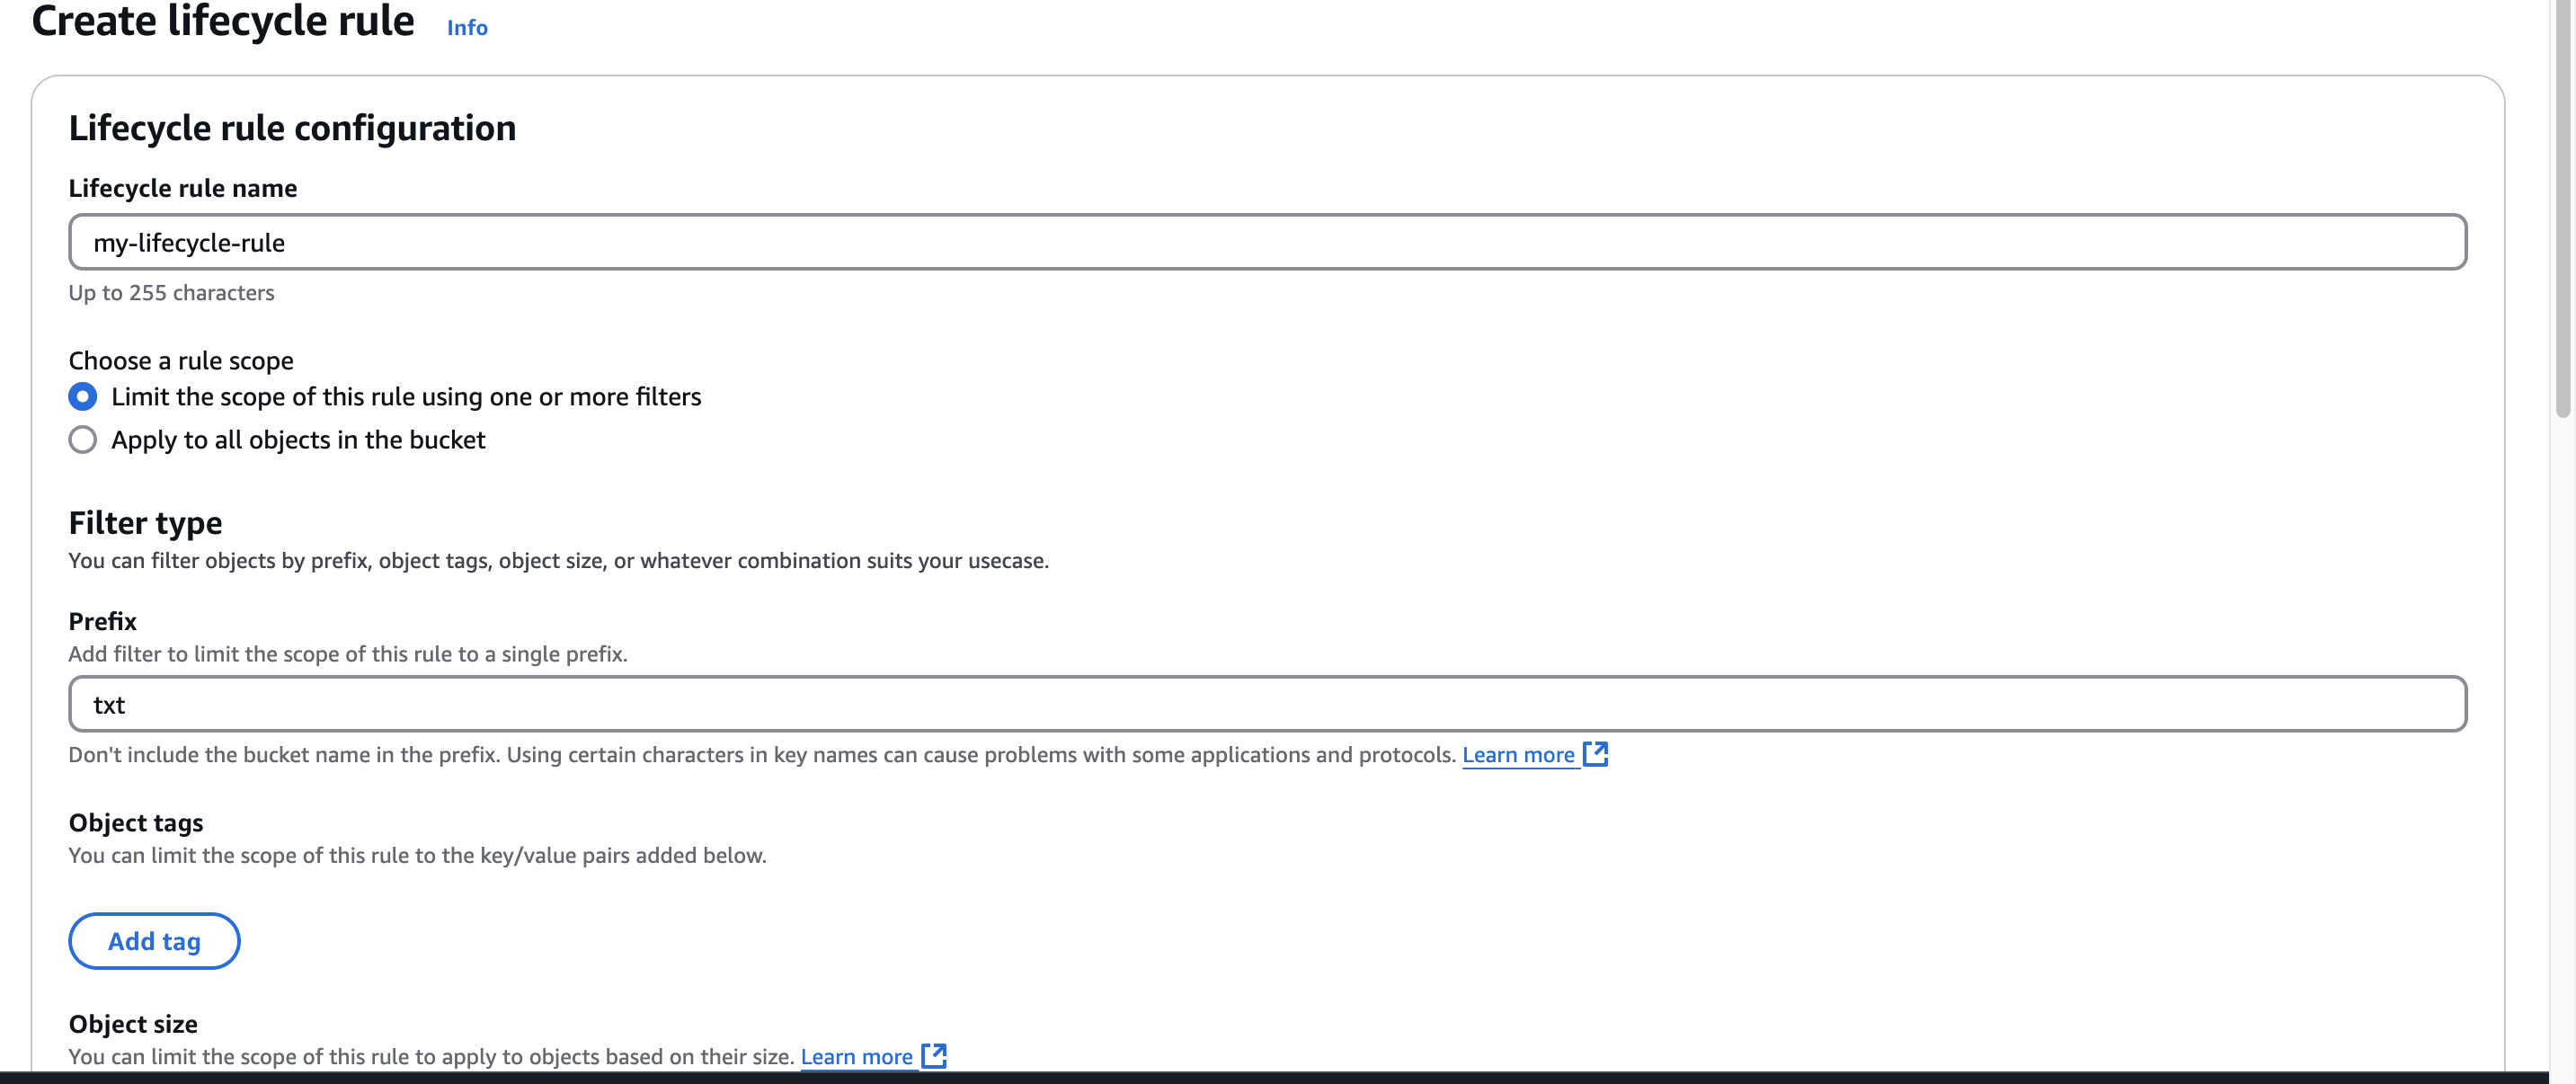 Create lifecycle rule Info
Lifecycle rule configuration
Lifecycle rule name
my-lifecycle-rule
Up to 255 characters
Choose a rule scope
Limit the scope of this rule using one or more filters
Apply to all objects in the bucket
Filter type
You can filter objects by prefix, object tags, object size, or whatever combination suits your usecase.
Prefix
Add filter to limit the scope of this rule to a single prefix.
txt
Don't include the bucket name in the prefix. Using certain characters in key names can cause problems with some applications and protocols. Learn more
Object tags
You can limit the scope of this rule to the key/value pairs added below.
Add tag
Object size
You can limit the scope of this rule to apply to objects based on their size. Learn more